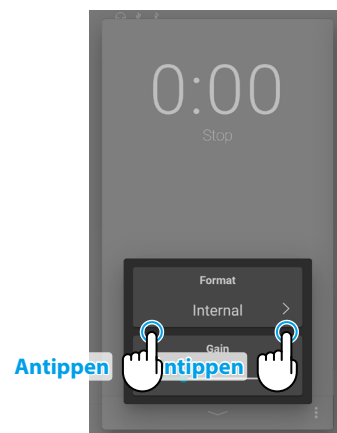 0:00
Stop
Format
Internal
Gain
Antippen
ntippen